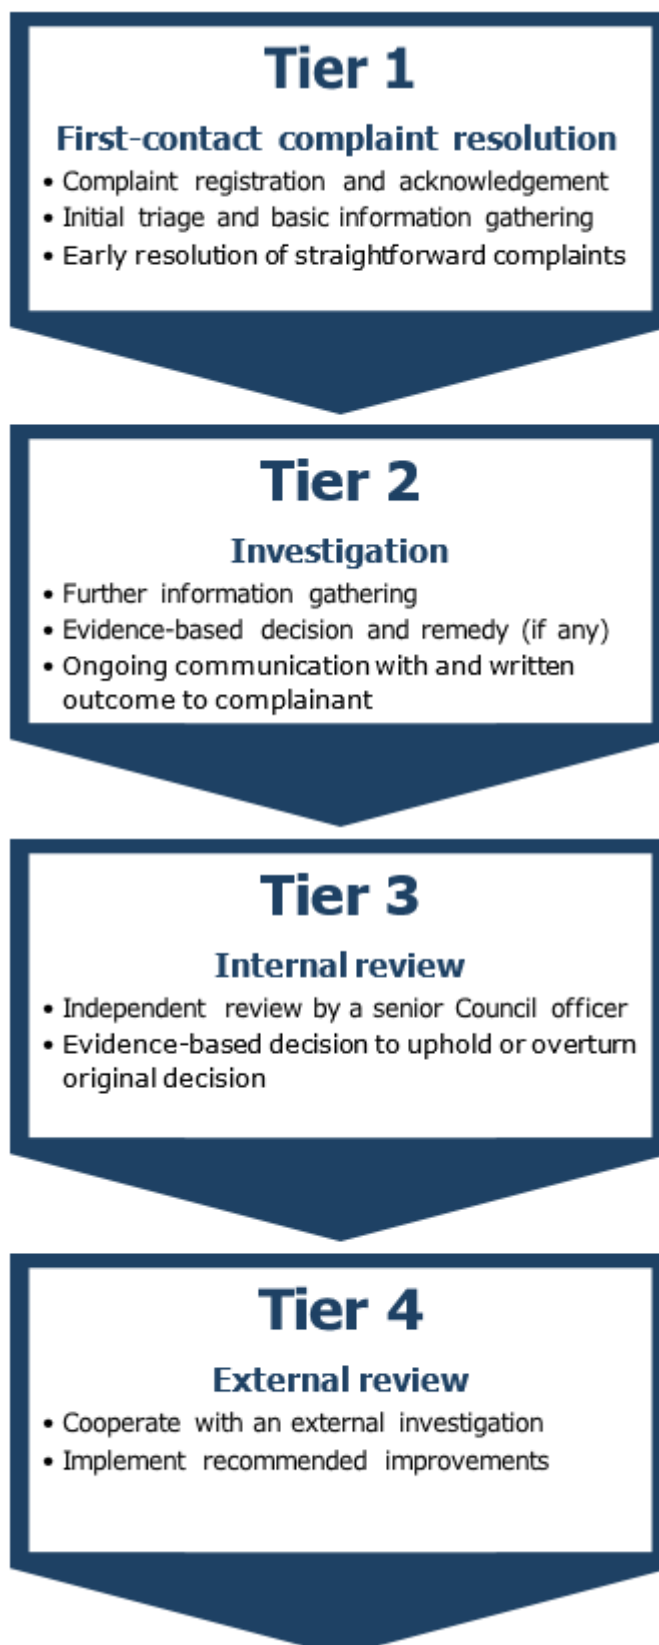 Tier 1
First-contact complaint resolution
• Complaint registration and acknowledgement
• Initial triage and basic information gathering
• Early resolution of straightforward complaints
Tier 2
Investigation
• Further information gathering
• Evidence-based decision and remedy (if any)
• Ongoing communication with and written
outcome to complainant
Tier 3
Internal review
• Independent review by a senior Council officer
• Evidence-based decision to uphold or overturn
original decision
Tier 4
External review
• Cooperate with an external investigation
• Implement recommended improvements